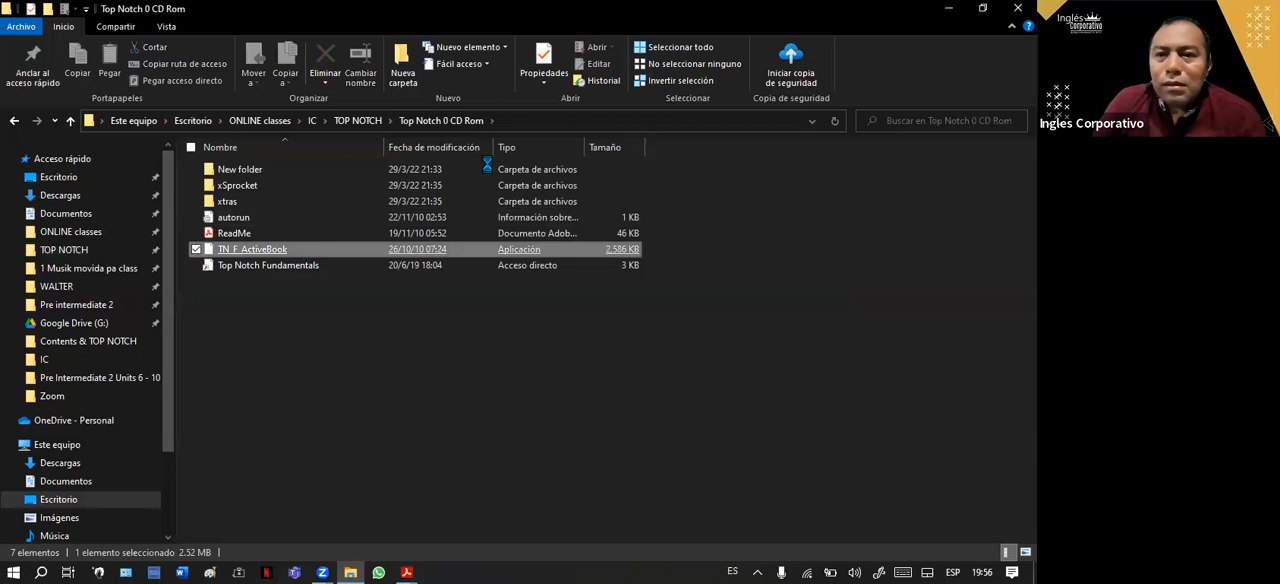 Top Notch 0 CD Rom
Archivo Inicio Compartir Vista
Anclar al acceso rápido
Copiar
Pegar
Cortar
Copiar ruta de acceso
Pegar acceso directo
Portapapeles
Mover a
Copiar a
Eliminar
Cambiar nombre
Organizar
Nueva carpeta
Nuevo elemento
Fácil acceso
Nuevo
Propiedades
Abrir
Editar
Historial
Abrir
Seleccionar todo
No seleccionar ninguno
Invertir selección
Seleccionar
Iniciar copia de seguridad
Copia de seguridad
Este equipo > Escritorio > ONLINE classes > IC > TOP NOTCH > Top Notch 0 CD Rom >
Buscar en Top Notch 0 CD Rom
Nombre Fecha de modificación Tipo Tamaño
New folder 29/3/22 21:33 Carpeta de archivos
xSprocket 29/3/22 21:35 Carpeta de archivos
xtras 29/3/22 21:35 Carpeta de archivos
autorun 22/11/10 02:53 Información sobre... 1 KB
ReadMe 19/11/10 05:52 Documento Adob... 46 KB
TN_F_ActiveBook 26/10/10 07:24 Aplicación 2,586 KB
Top Notch Fundamentals 20/6/19 18:04 Acceso directo 3 KB
Acceso rápido
Escritorio
Descargas
Documentos
ONLINE classes
TOP NOTCH
1 Musik movida pa class
WALTER
Pre intermediate 2
Google Drive (G:)
Contents & TOP NOTCH
IC
Pre Intermediate 2 Units 6 - 10
Zoom
OneDrive - Personal
Este equipo
Descargas
Documentos
Escritorio
Imágenes
Música
7 elementos 1 elemento seleccionado 2.52 MB
ES ESP 19:56
Inglés
Corporativo
Ingles Corporativo